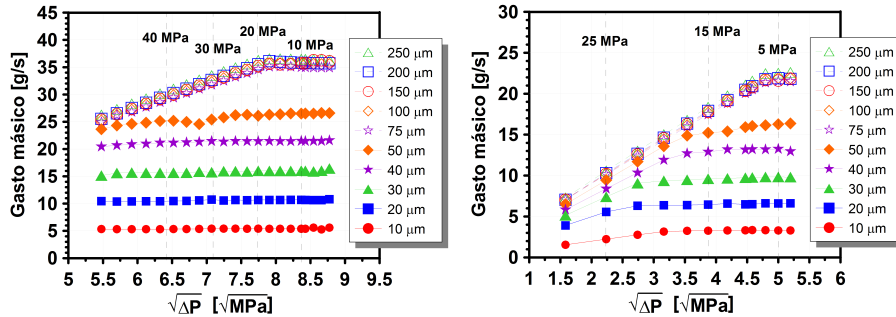 Gasto másico [g/s]
45
40
35
30
25
20
15
10
5
0
40 MPa
30 MPa
20 MPa
10 MPa
250 µm
200 µm
150 µm
100 µm
75 µm
50 µm
40 µm
30 µm
20 µm
10 µm
5 5.5 6 6.5 7 7.5 8 8.5 9 9.5
√ΔP [√MPa]
Gasto másico [g/s]
30
25
20
15
10
5
0
25 MPa
15 MPa
5 MPa
250 µm
200 µm
150 µm
100 µm
75 µm
50 µm
40 µm
30 µm
20 µm
10 µm
1 1.5 2 2.5 3 3.5 4 4.5 5 5.5 6
√ΔP [√MPa]